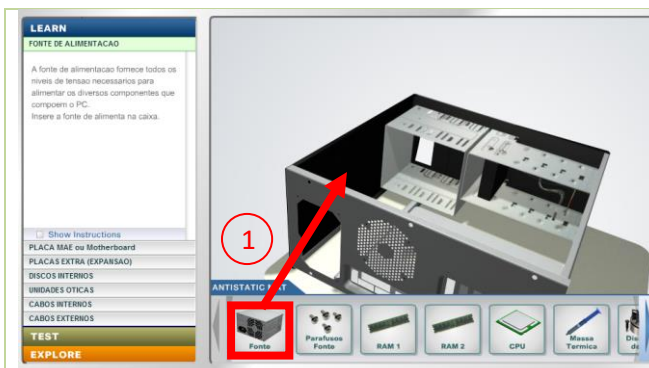 LEARN
FONTE DE ALIMENTACAO
A fonte de alimentacao fornece todos os
niveis de tensao necessarios para
alimentar os diversos componentes que
compoem o PC.
Insere a fonte de alimenta na caixa.
Show Instructions
PLACA MAE ou Motherboard
PLACAS EXTRA (EXPANSAO)
DISCOS INTERNOS
UNIDADES OTICAS
CABOS INTERNOS
CABOS EXTERNOS
TEST
EXPLORE
1
ANTISTATIC
Fonte
Parafusos
Fonte
RAM 1
RAM 2
CPU
Massa
Termica